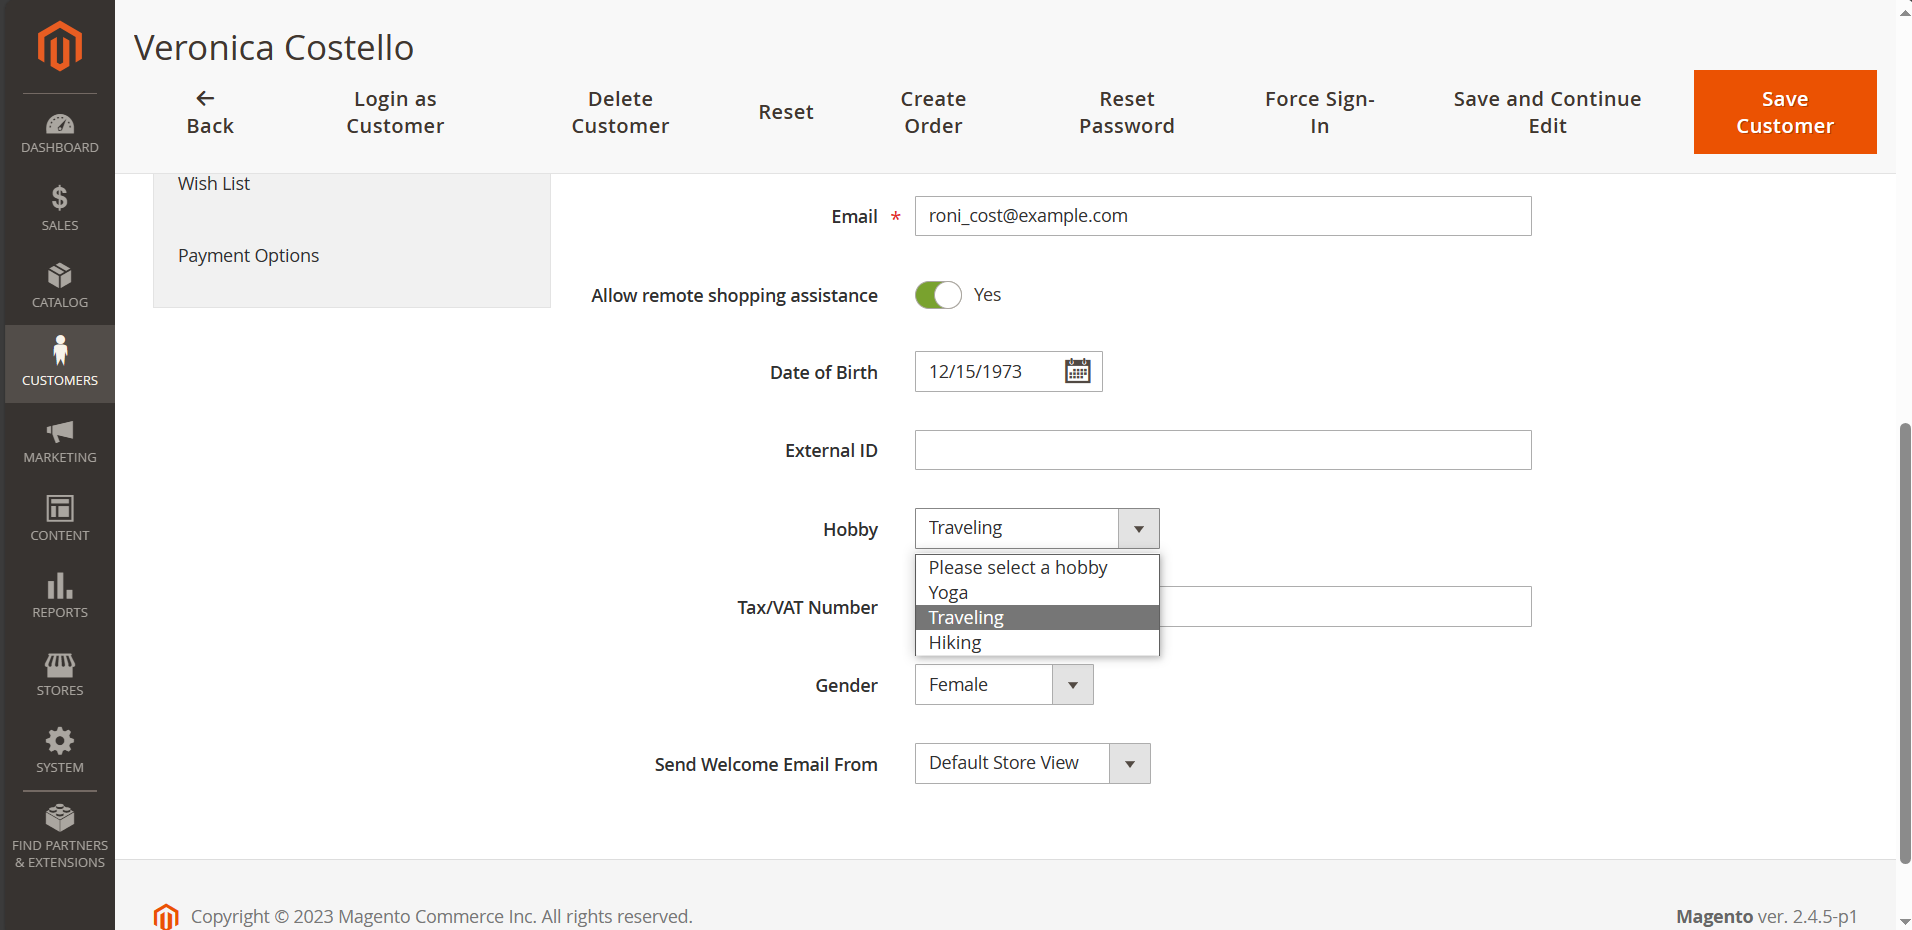 Veronica Costello
Back
Login as
Customer
Delete
Customer
Reset
Create
Order
Reset
Password
Force Sign-
In
Save and Continue
Edit
Save
Customer
DASHBOARD
SALES
CATALOG
CUSTOMERS
MARKETING
CONTENT
REPORTS
STORES
SYSTEM
FIND PARTNERS
& EXTENSIONS
Wish List
Payment Options
Email *
roni_cost@example.com
Allow remote shopping assistance
Yes
Date of Birth
12/15/1973
External ID
Hobby
Traveling
Please select a hobby
Yoga
Traveling
Hiking
Tax/VAT Number
Gender
Female
Send Welcome Email From
Default Store View
Copyright © 2023 Magento Commerce Inc. All rights reserved.
Magento ver. 2.4.5-p1